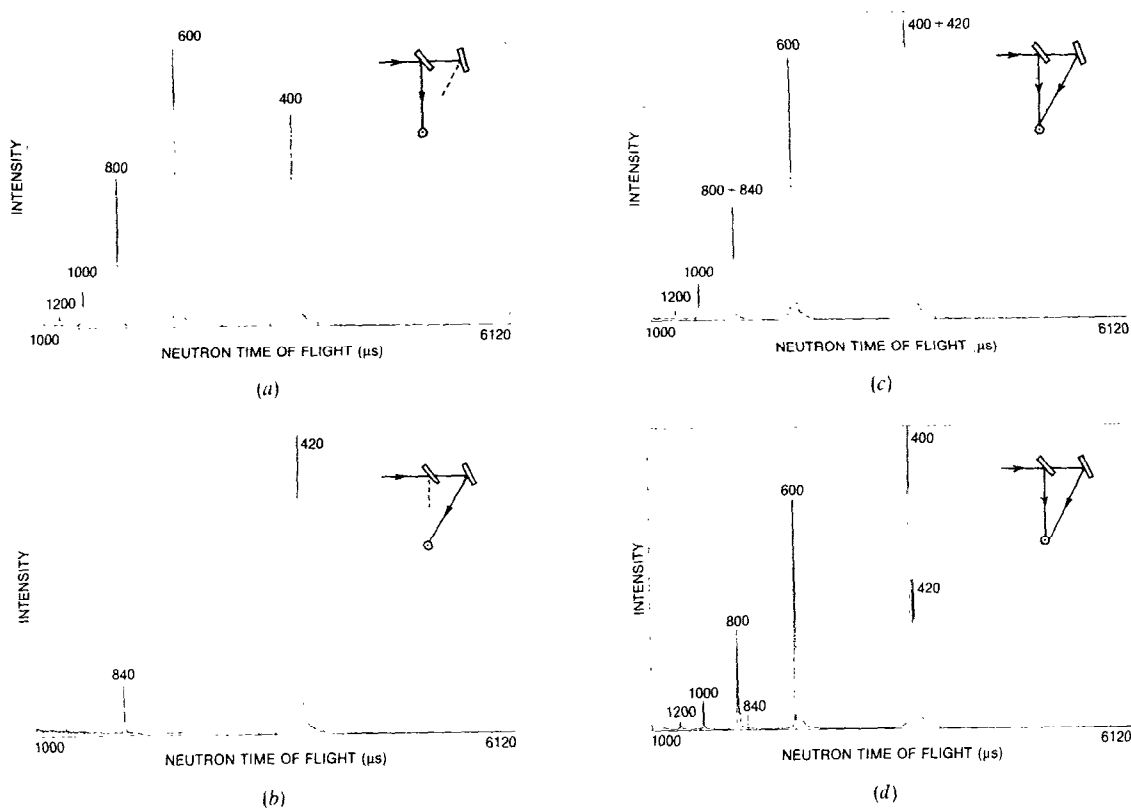 600
400
800
1000
1200
INTENSITY
1000
6120
NEUTRON TIME OF FLIGHT (µs)
(a)
400 + 420
600
800 - 840
1000
1200
INTENSITY
1000
6120
NEUTRON TIME OF FLIGHT ,µs)
(c)
420
840
INTENSITY
1000
6120
NEUTRON TIME OF FLIGHT (µs)
(b)
400
600
420
800
1000
1200
840
INTENSITY
1000
6120
NEUTRON TIME OF FLIGHT (µs)
(d)